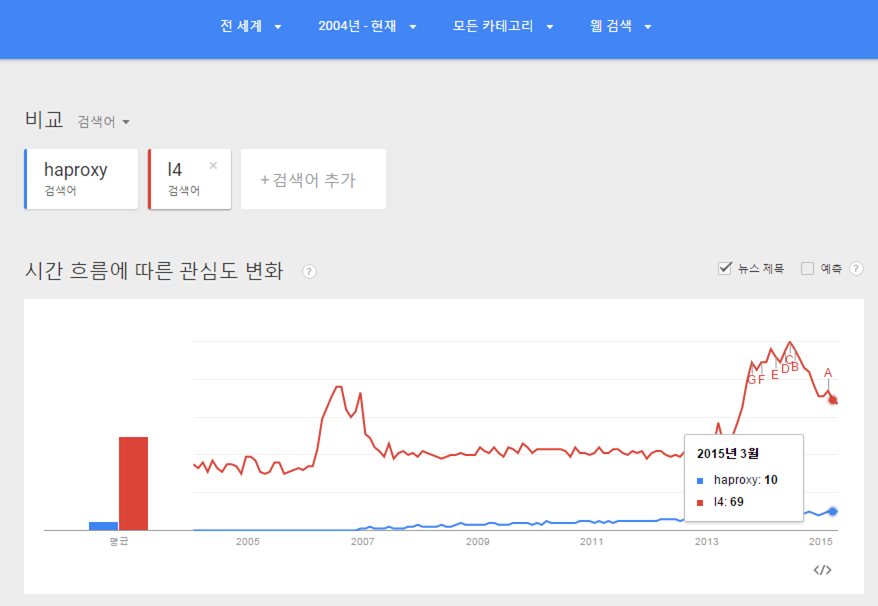 전 세계 2004년 - 현재 모든 카테고리 웹 검색
비교 검색어
haproxy
검색어
l4 ×
검색어
+ 검색어 추가
시간 흐름에 따른 관심도 변화 ?
뉴스 제목 예측 ?
G F E D C B A
2015년 3월
haproxy: 10
l4: 69
평균 2005 2007 2009 2011 2013 2015
</>